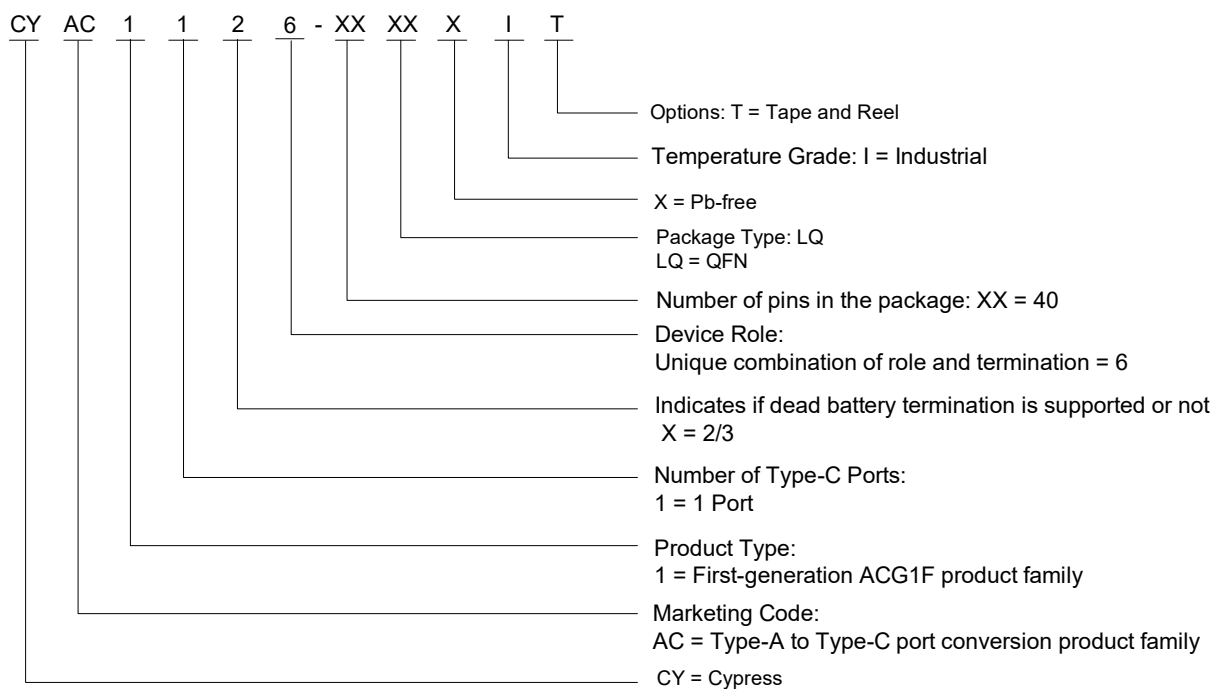 CY AC 1 1 2 6 - XX XX X I T
Options: T = Tape and Reel
Temperature Grade: I = Industrial
X = Pb-free
Package Type: LQ
LQ = QFN
Number of pins in the package: XX = 40
Device Role:
Unique combination of role and termination = 6
Indicates if dead battery termination is supported or not
X = 2/3
Number of Type-C Ports:
1 = 1 Port
Product Type:
1 = First-generation ACG1F product family
Marketing Code:
AC = Type-A to Type-C port conversion product family
CY = Cypress